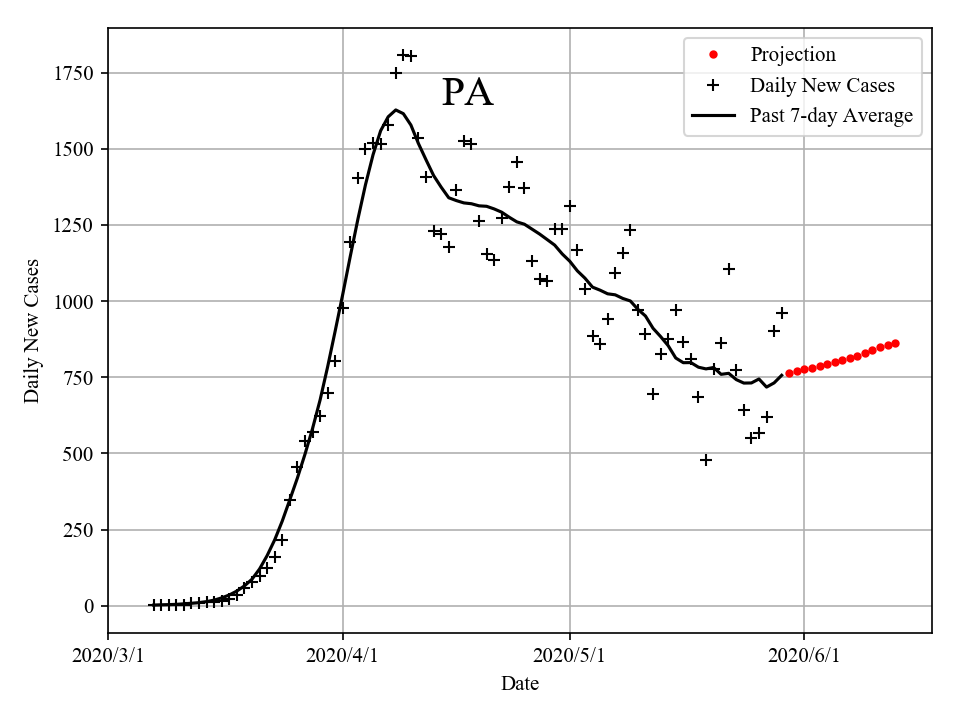 PA
Projection
Daily New Cases
Past 7-day Average
Daily New Cases
1750
1500
1250
1000
750
500
250
0
2020/3/1 2020/4/1 2020/5/1 2020/6/1
Date